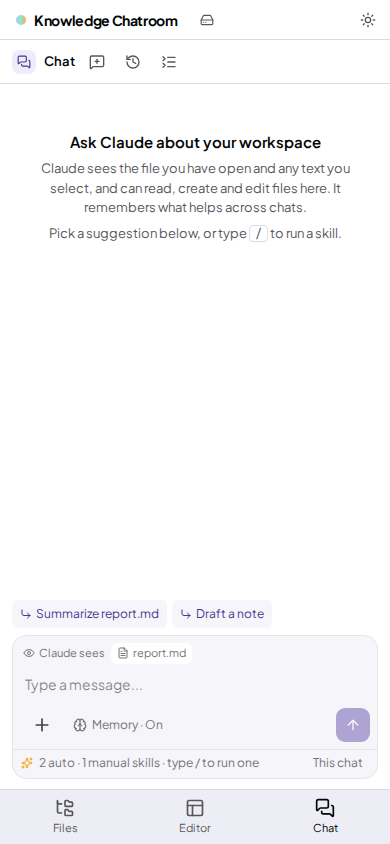 Knowledge Chatroom
Chat
Ask Claude about your workspace
Claude sees the file you have open and any text you
select, and can read, create and edit files here. It
remembers what helps across chats.
Pick a suggestion below, or type / to run a skill.
Summarize report.md
Draft a note
Claude sees report.md
Type a message...
Memory · On
2 auto · 1 manual skills · type / to run one
This chat
Files
Editor
Chat